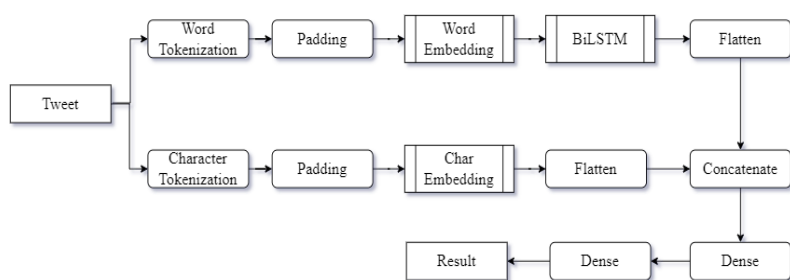 Word
Tokenization
Padding
Word
Embedding
BiLSTM
Flatten
Tweet
Character
Tokenization
Padding
Char
Embedding
Flatten
Concatenate
Result
Dense
Dense